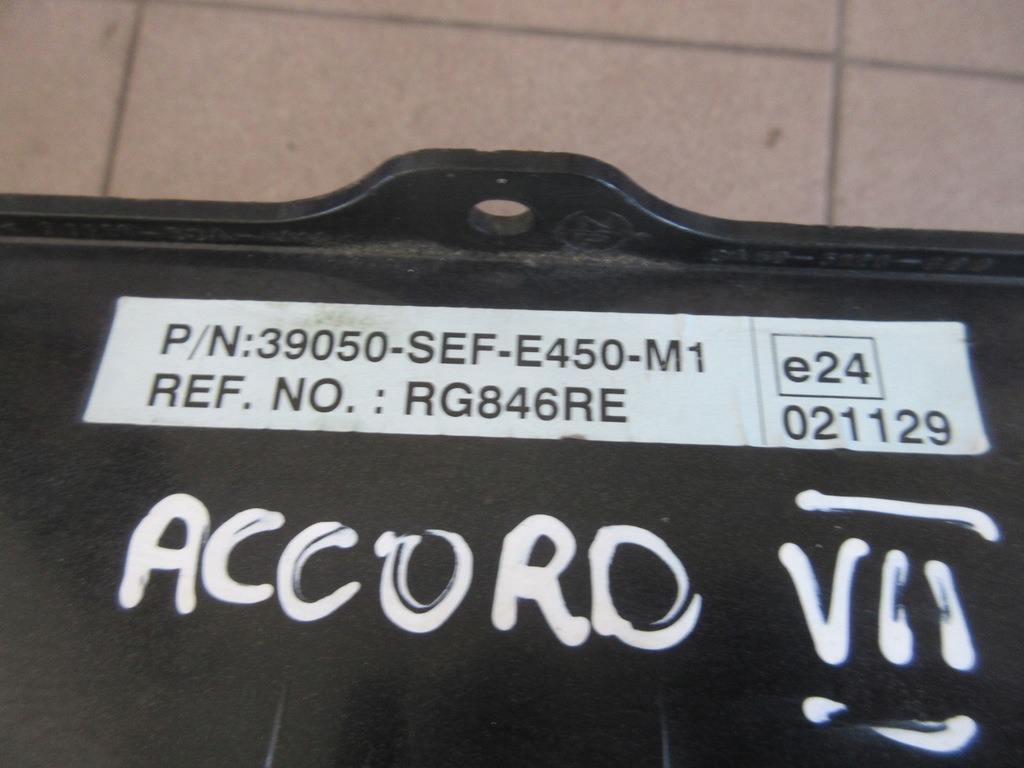 P/N:39050-SEF-E450-M1
REF. NO. : RG846RE
e24
021129
ACCORD VII